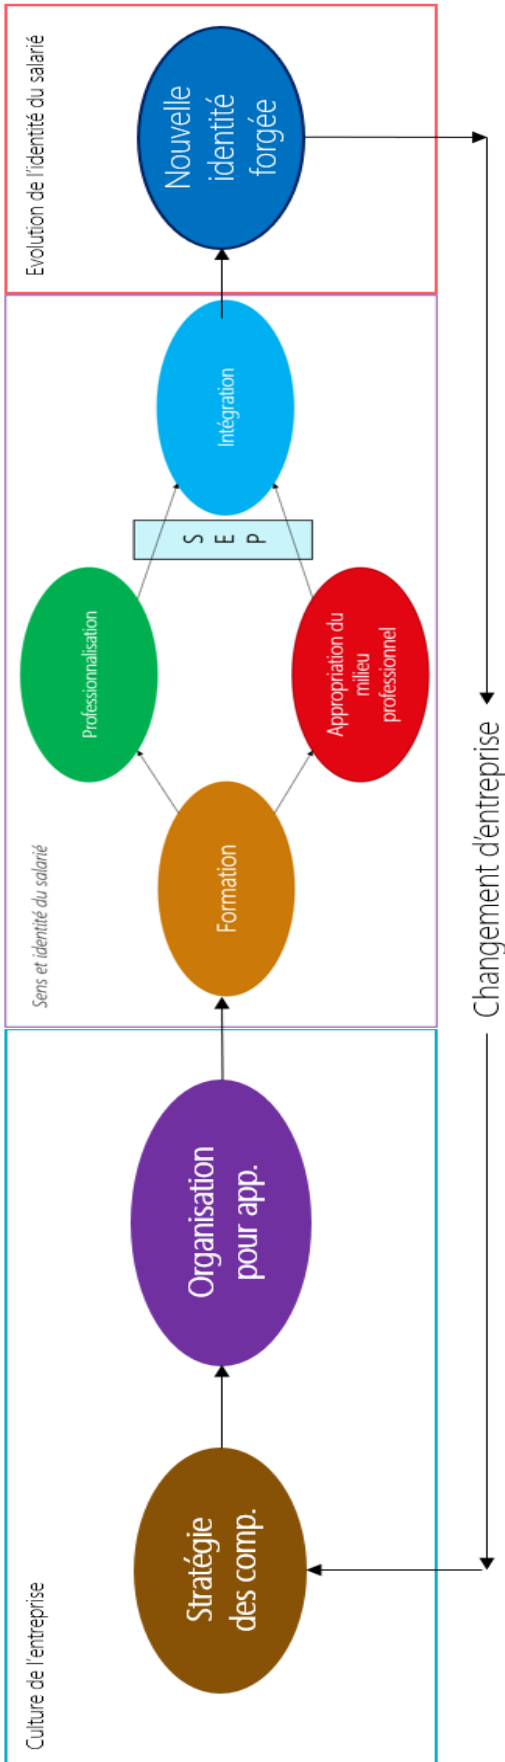 Culture de l'entreprise
Stratégie
des comp.
Organisation
pour app.
Sens et identité du salarié
Formation
Professionnalisation
Appropriation du
milieu
professionnel
S
E
P
Intégration
Evolution de l'identité du salarié
Nouvelle
identité
forgée
Changement d'entreprise